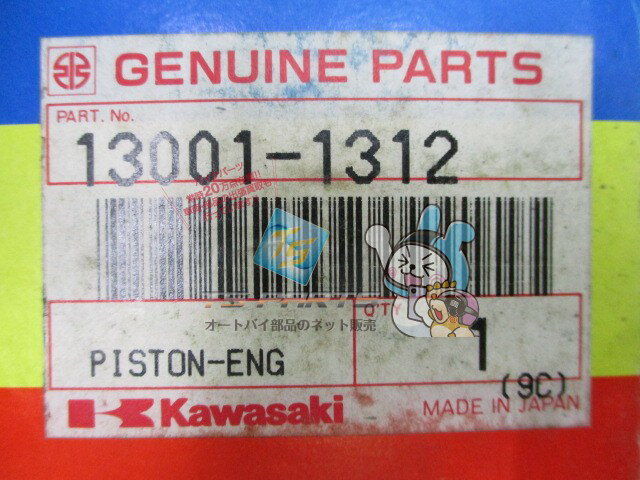 GENUINE PARTS
PART. No.
13001-1312
オートバイ部品のネット販売
Q'TY
PISTON-ENG
1
(9C)
Kawasaki
MADE IN JAPAN